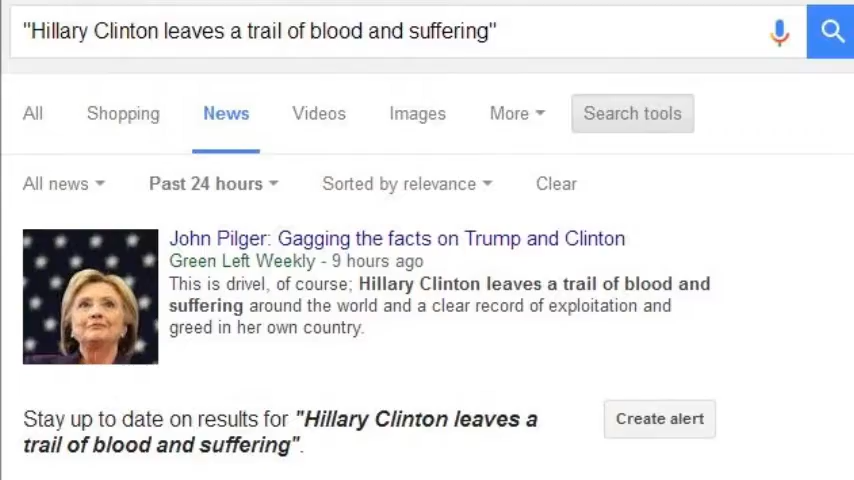 "Hillary Clinton leaves a trail of blood and suffering"
All Shopping News Videos Images More Search tools
All news Past 24 hours Sorted by relevance Clear
John Pilger: Gagging the facts on Trump and Clinton
Green Left Weekly - 9 hours ago
This is drivel, of course; Hillary Clinton leaves a trail of blood and
suffering around the world and a clear record of exploitation and
greed in her own country.
Stay up to date on results for "Hillary Clinton leaves a
trail of blood and suffering".
Create alert